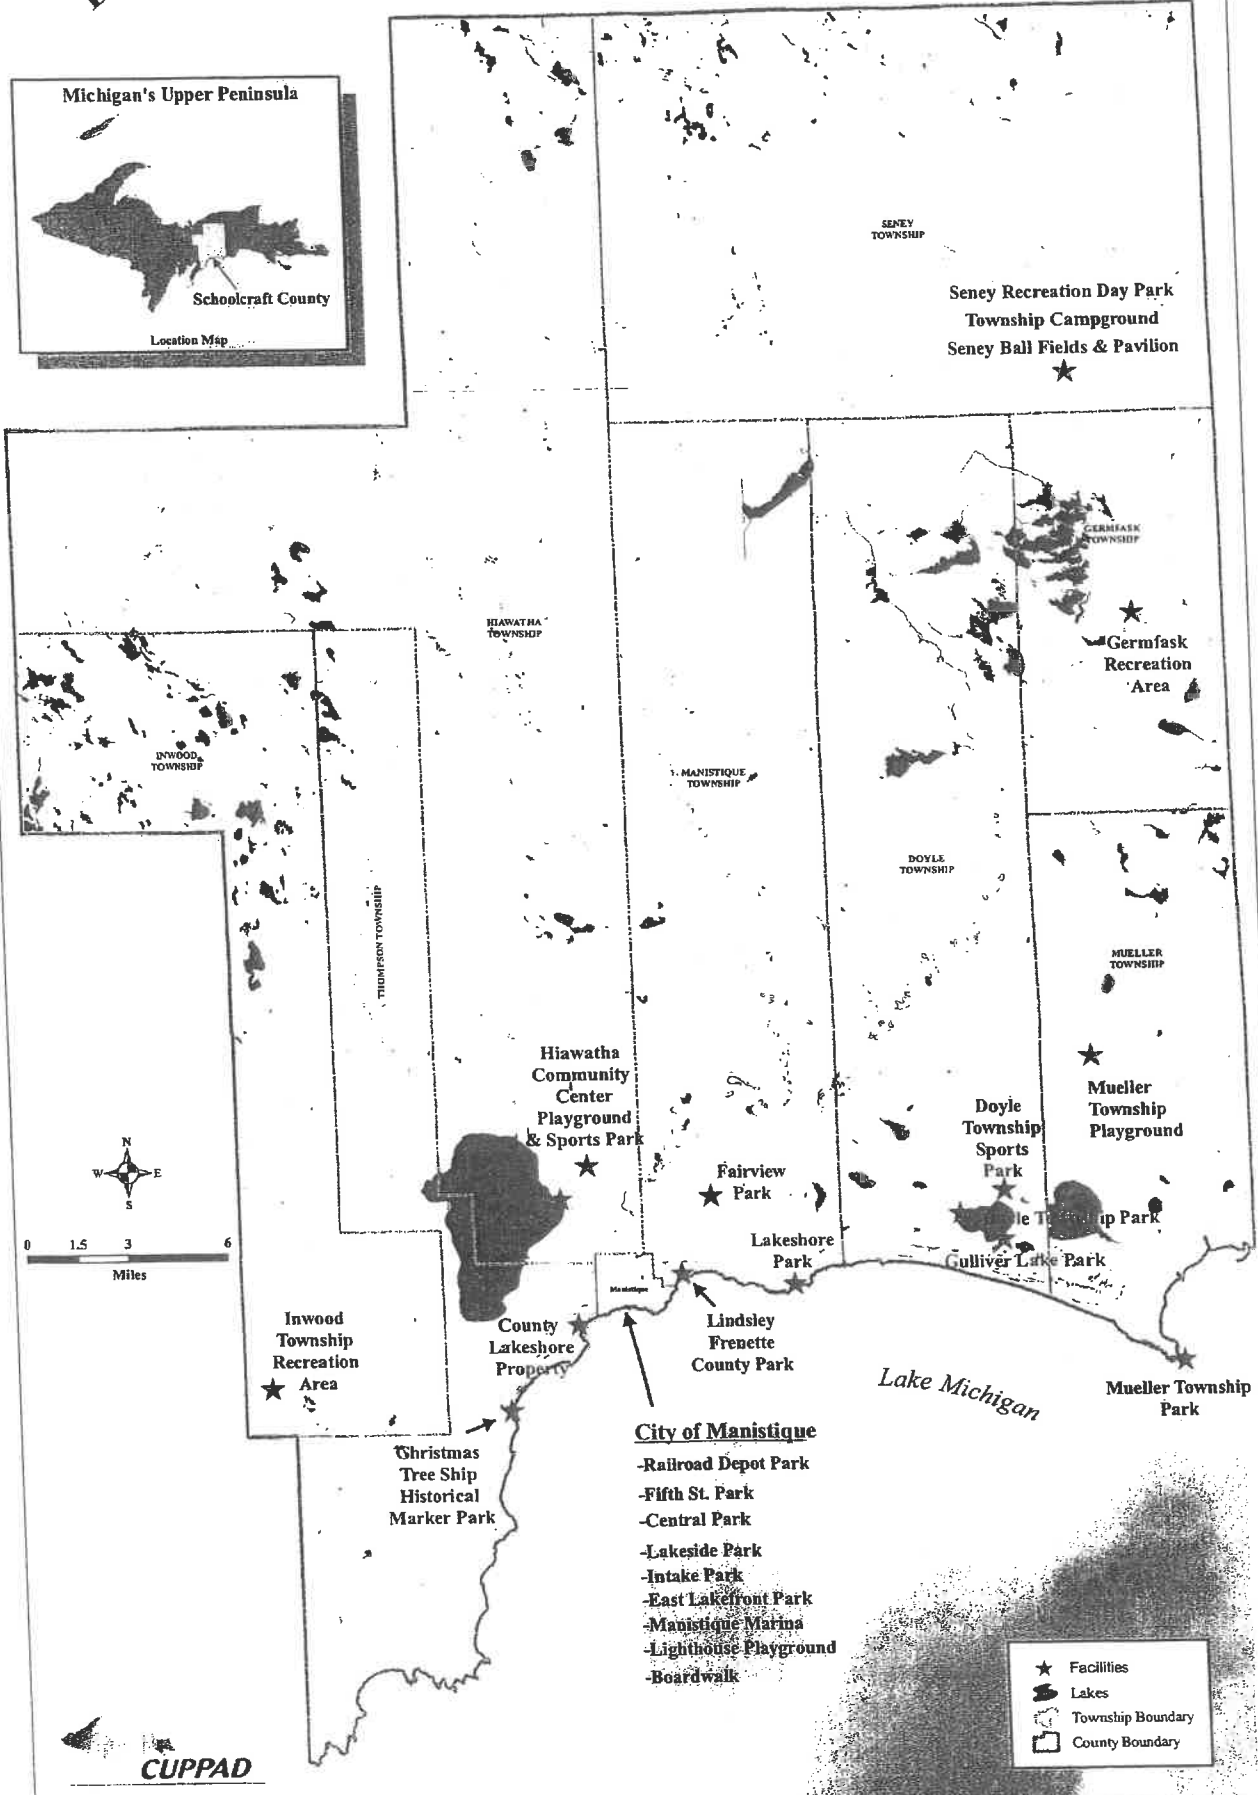 Michigan's Upper Peninsula
Schoolcraft County
Location Map
SENEY
TOWNSHIP
Seney Recreation Day Park
Township Campground
Seney Ball Fields & Pavilion
GERMFASK
TOWNSHIP
Germfask
Recreation
Area
HIAWATHA
TOWNSHIP
INWOOD
TOWNSHIP
MANISTIQUE
TOWNSHIP
DOYLE
TOWNSHIP
THOMPSON TOWNSHIP
MUELLER
TOWNSHIP
Hiawatha
Community
Center
Playground
& Sports Park
Mueller
Township
Playground
Doyle
Township
Sports
Park
Fairview
Park
N
W E
S
Township Park
Lakeshore
Park
Gulliver Lake Park
0 1.5 3 6
Miles
Manistique
Inwood
Township
Recreation
Area
County
Lakeshore
Property
Lindsley
Frenette
County Park
Lake Michigan
Mueller Township
Park
Christmas
Tree Ship
Historical
Marker Park
City of Manistique
-Railroad Depot Park
-Fifth St. Park
-Central Park
-Lakeside Park
-Intake Park
-East Lakefront Park
-Manistique Marina
-Lighthouse Playground
-Boardwalk
Facilities
Lakes
Township Boundary
County Boundary
CUPPAD